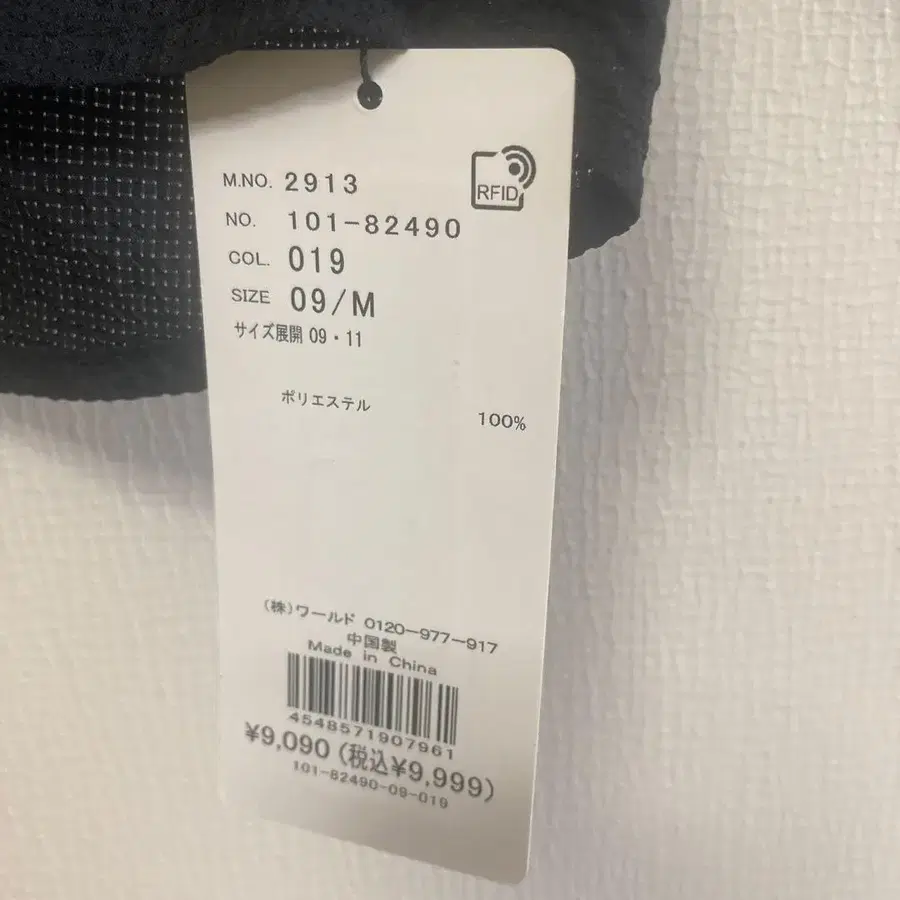 RFID
M.NO. 2913
NO. 101-82490
COL. 019
SIZE 09/M
サイズ展開 09・11
ポリエステル 100%
(株)ワールド 0120-977-917
中国製
Made in China
4548571907961
¥9,090 (税込¥9,999)
101-82490-09-019